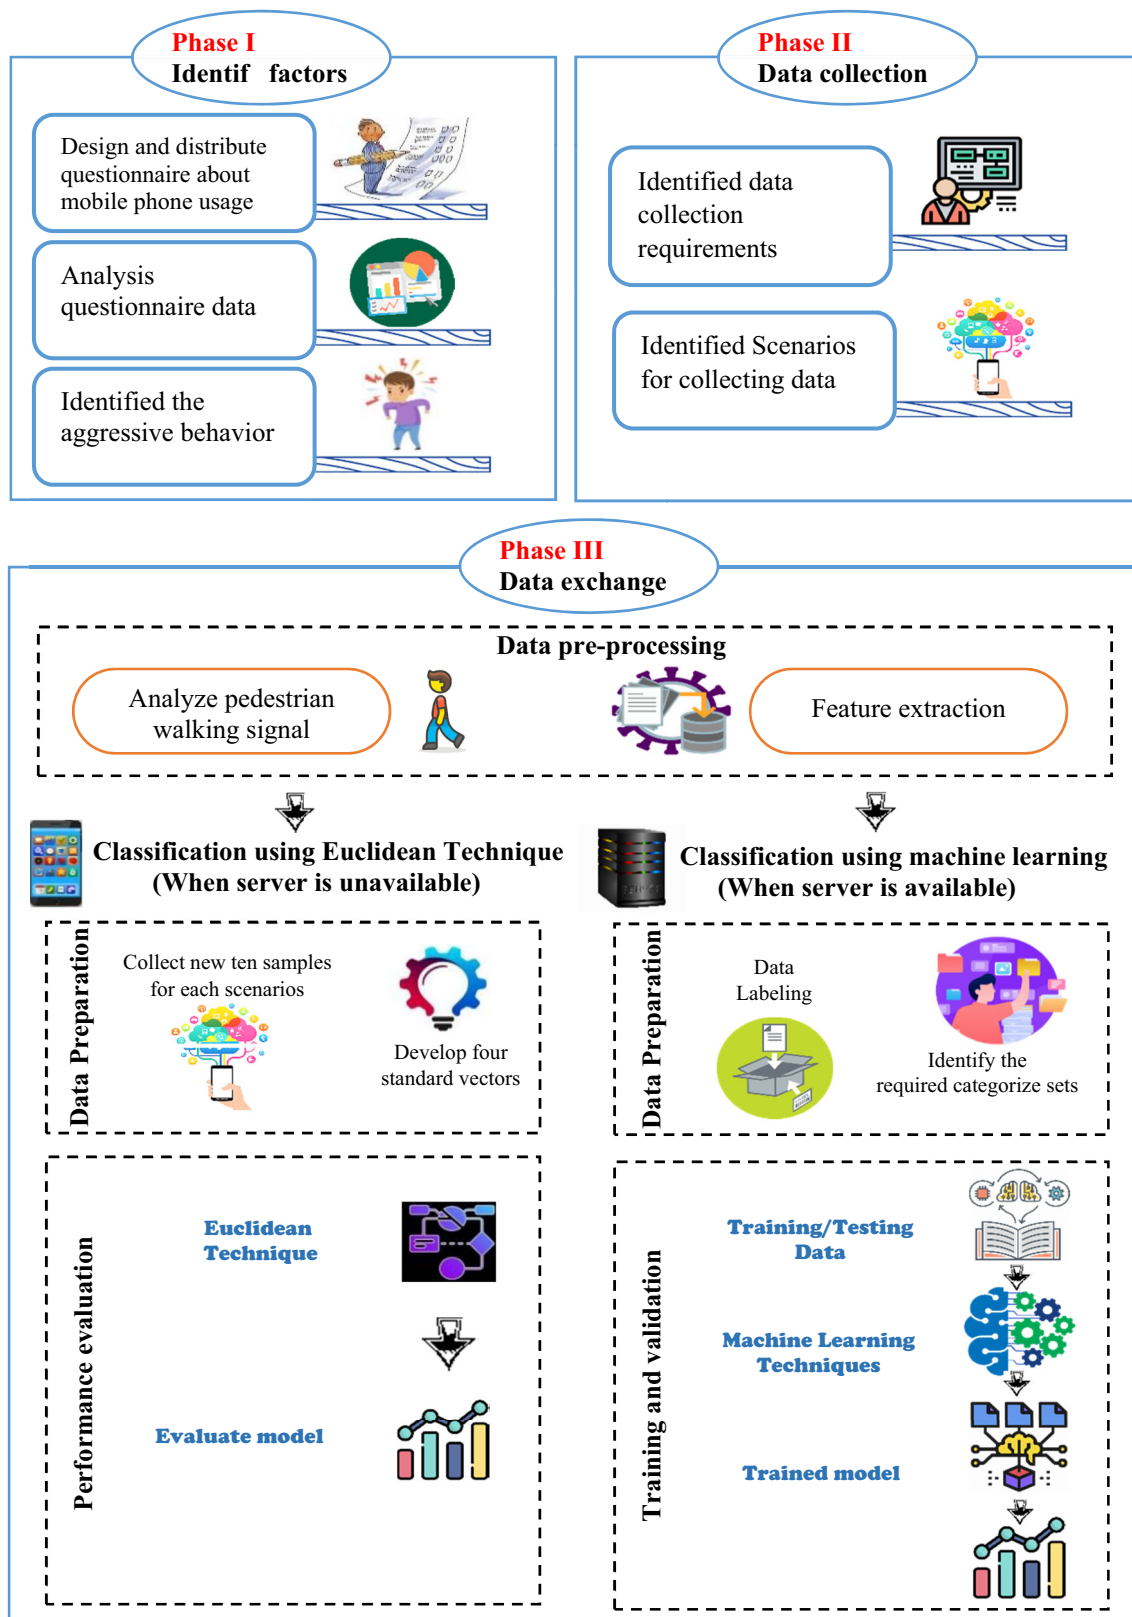 Phase I
Identif factors
Design and distribute
questionnaire about
mobile phone usage
Analysis
questionnaire data
Identified the
aggressive behavior
Phase II
Data collection
Identified data
collection
requirements
Identified Scenarios
for collecting data
Phase III
Data exchange
Data pre-processing
Analyze pedestrian
walking signal
Feature extraction
Classification using Euclidean Technique
(When server is unavailable)
Data Preparation
Collect new ten samples
for each scenarios
Develop four
standard vectors
Performance evaluation
Euclidean
Technique
Evaluate model
Classification using machine learning
(When server is available)
Data Preparation
Data
Labeling
Identify the
required categorize sets
Training and validation
Training/Testing
Data
Machine Learning
Techniques
Trained model